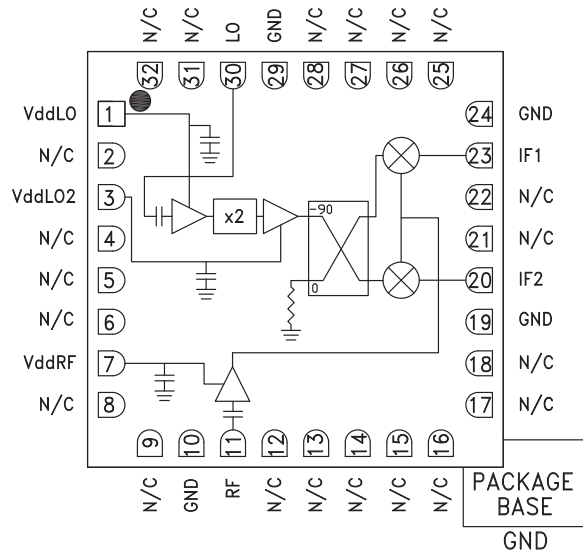 N/C N/C LO GND N/C N/C N/C N/C
32 31 30 29 28 27 26 25
VddLO 1
N/C 2
VddLO2 3
N/C 4
N/C 5
N/C 6
VddRF 7
N/C 8
24 GND
23 IF1
22 N/C
21 N/C
20 IF2
19 GND
18 N/C
17 N/C
x2
-90
0
9 10 11 12 13 14 15 16
N/C GND RF N/C N/C N/C N/C N/C
PACKAGE
BASE
GND